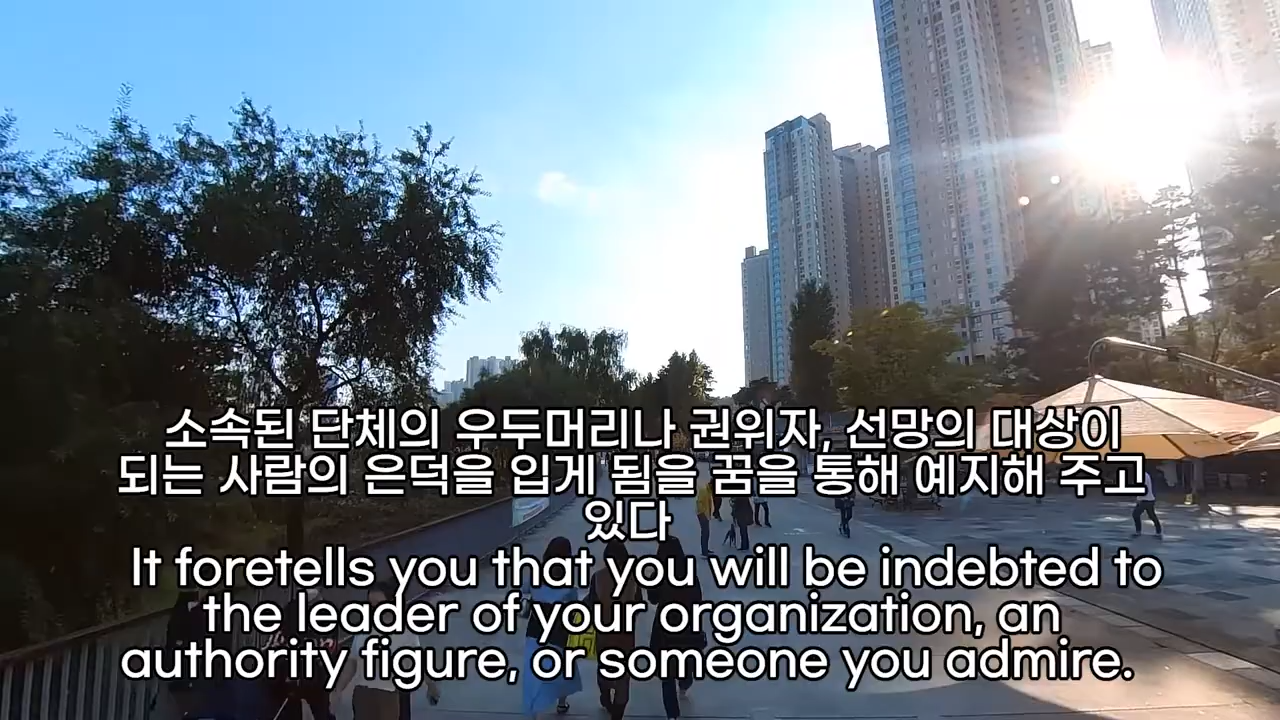 소속된 단체의 우두머리나 권위자, 선망의 대상이
되는 사람의 은덕을 입게 됨을 꿈을 통해 예지해 주고
있다
It foretells you that you will be indebted to
the leader of your organization, an
authority figure, or someone you admire.